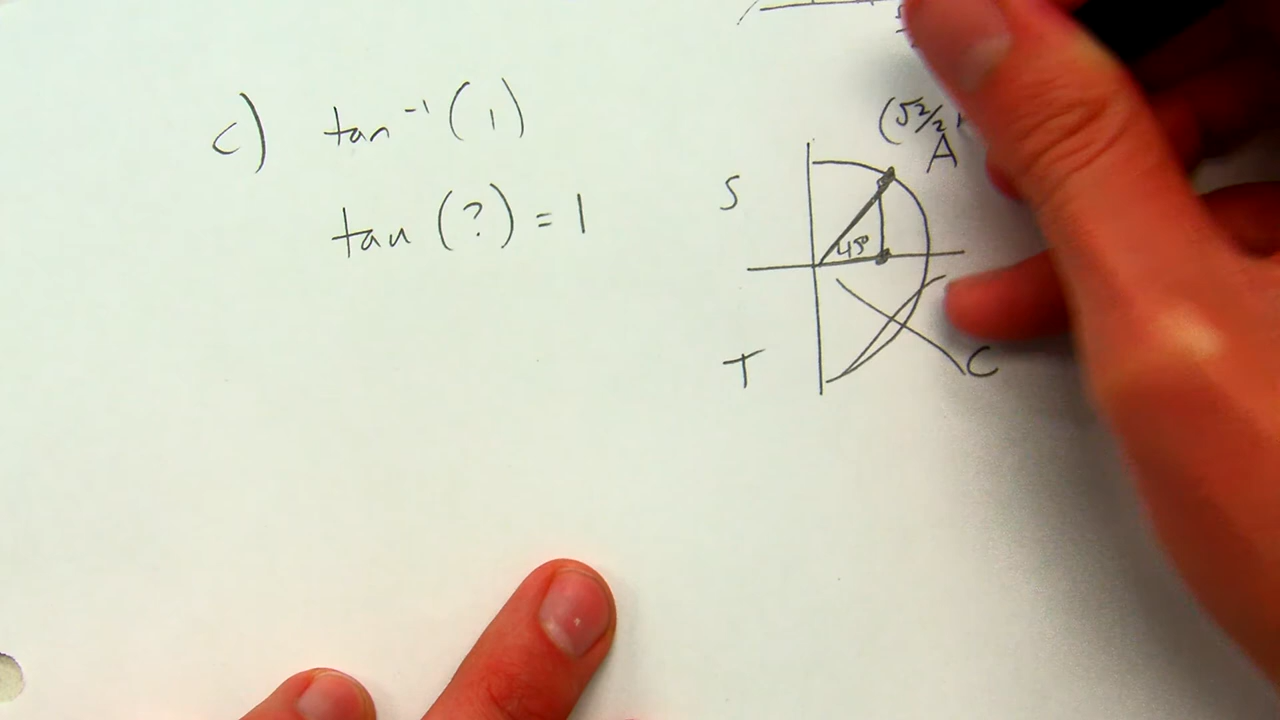 c) tan⁻¹ (1)
tan (?) = 1
A
S
45°
T
C